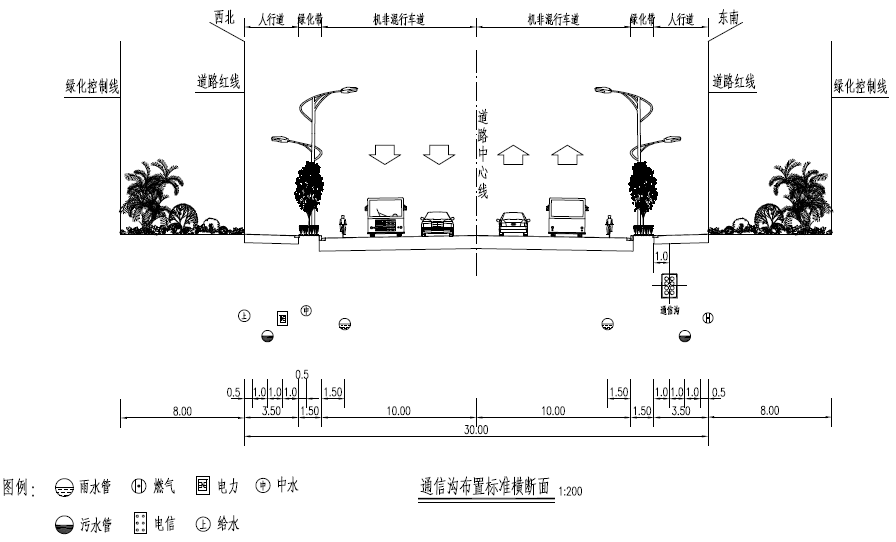 西北 人行道 绿化带 机非混行车道 机非混行车道 绿化带 人行道 东南
绿化控制线 道路红线 道路红线 绿化控制线
道路中心线
1.0
通信沟
上 中
0.5 1.0 1.0 1.0 0.5 1.50 1.50 1.0 1.0 1.0 0.5
8.00 3.50 1.50 10.00 10.00 1.50 3.50 8.00
30.00
图例: 雨水管 燃气 电力 中 中水
通信沟布置标准横断面 1:200
污水管 电信 上 给水